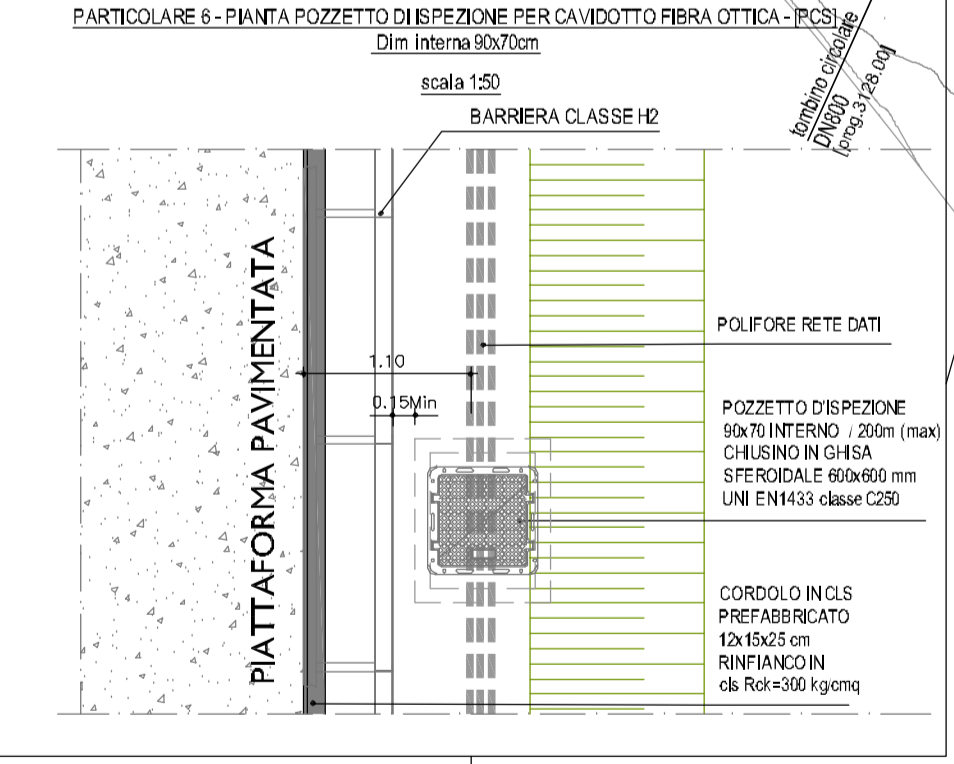 PARTICOLARE 6 - PIANTA POZZETTO DI ISPEZIONE PER CAVIDOTTO FIBRA OTTICA - [PCS]
Dim interna 90x70cm
scala 1:50
tombino circolare
DN800
[prog.3128.00]
BARRIERA CLASSE H2
PIATTAFORMA PAVIMENTATA
1.10
0.15Min
POLIFORE RETE DATI
POZZETTO D'ISPEZIONE
90x70 INTERNO / 200m (max)
CHIUSINO IN GHISA
SFEROIDALE 600x600 mm
UNI EN1433 classe C250
CORDOLO IN CLS
PREFABBRICATO
12x15x25 cm
RINFIANCO IN
cls Rck=300 kg/cmq